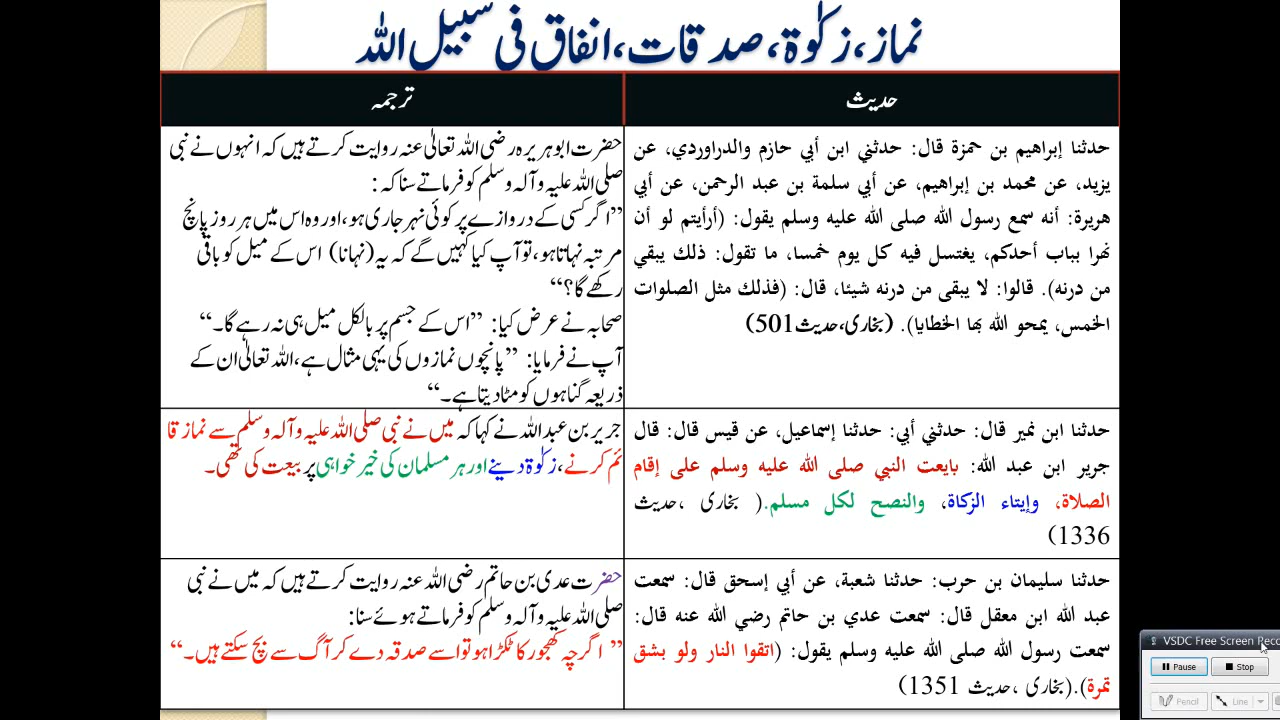 نماز، زکوٰۃ، صدقات، انفاق فی سبیل اللہ
حدیث
ترجمہ
حدثنا إبراهيم بن حمزة قال: حدثني ابن أبي حازم والدراوردي، عن
يزيد، عن محمد بن إبراهيم، عن أبي سلمة بن عبد الرحمن، عن أبي
هريرة: أنه سمع رسول الله صلى الله عليه وسلم يقول: (أرأيتم لو أن
نهرا بباب أحدكم، يغتسل فيه كل يوم خمسا، ما تقول: ذلك يبقي
من درنه). قالوا: لا يبقى من درنه شيئا، قال: (فذلك مثل الصلوات
الخمس، يمحو الله بها الخطايا). (بخاری،حدیث501)
حضرت ابوہریرہ رضی اللہ تعالیٰ عنہ روایت کرتے ہیں کہ انہوں نے نبی
صلی اللہ علیہ وآلہ وسلم کو فرماتے سنا کہ:
”اگر کسی کے دروازے پر کوئی نہر جاری ہو، اور وہ اس میں ہر روز پانچ
مرتبہ نہاتا ہو، تو آپ کیا کہیں گے کہ یہ (نہانا) اس کے میل کو باقی
رکھے گا؟“
صحابہ نے عرض کیا: ”اس کے جسم پر بالکل میل ہی نہ رہے گا۔“
آپ نے فرمایا: ”پانچوں نمازوں کی یہی مثال ہے، اللہ تعالیٰ ان کے
ذریعہ گناہوں کو مٹا دیتا ہے۔“
حدثنا ابن نمير قال: حدثني أبي: حدثنا إسماعيل، عن قيس قال: قال
جرير ابن عبد الله: بايعت النبي صلى الله عليه وسلم على إقام
الصلاة، وإيتاء الزكاة، والنصح لكل مسلم.( بخاری ،حدیث
1336)
جریر بن عبداللہ نے کہا کہ میں نے نبی صلی اللہ علیہ وآلہ وسلم سے نماز قا
ئم کرنے، زکوٰۃ دینے اور ہر مسلمان کی خیر خواہی پر بیعت کی تھی۔
حدثنا سليمان بن حرب: حدثنا شعبة، عن أبي إسحق قال: سمعت
عبد الله ابن معقل قال: سمعت عدي بن حاتم رضي الله عنه قال:
سمعت رسول الله صلى الله عليه وسلم يقول: (اتقوا النار ولو بشق
تمرة).(بخاری ،حدیث 1351)
حضرت عدی بن حاتم رضی اللہ عنہ روایت کرتے ہیں کہ میں نے نبی
صلی اللہ علیہ وآلہ وسلم کو فرماتے ہوئے سنا:
” اگرچہ کھجور کا ٹکڑا ہو تو اسے صدقہ دے کر آگ سے بچ سکتے ہیں۔“
VSDC Free Screen Reco
Pause
Stop
Pencil
Line